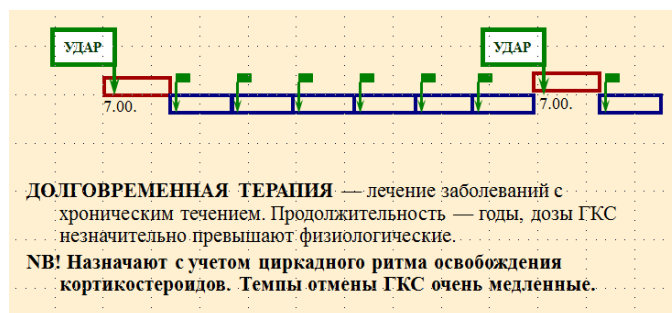 УДАР УДАР
7.00. 7.00.
ДОЛГОВРЕМЕННАЯ ТЕРАПИЯ — лечение заболеваний с
хроническим течением. Продолжительность — годы, дозы ГКС
незначительно превышают физиологические.
NB! Назначают с учетом циркадного ритма освобождения
кортикостероидов. Темпы отмены ГКС очень медленные.